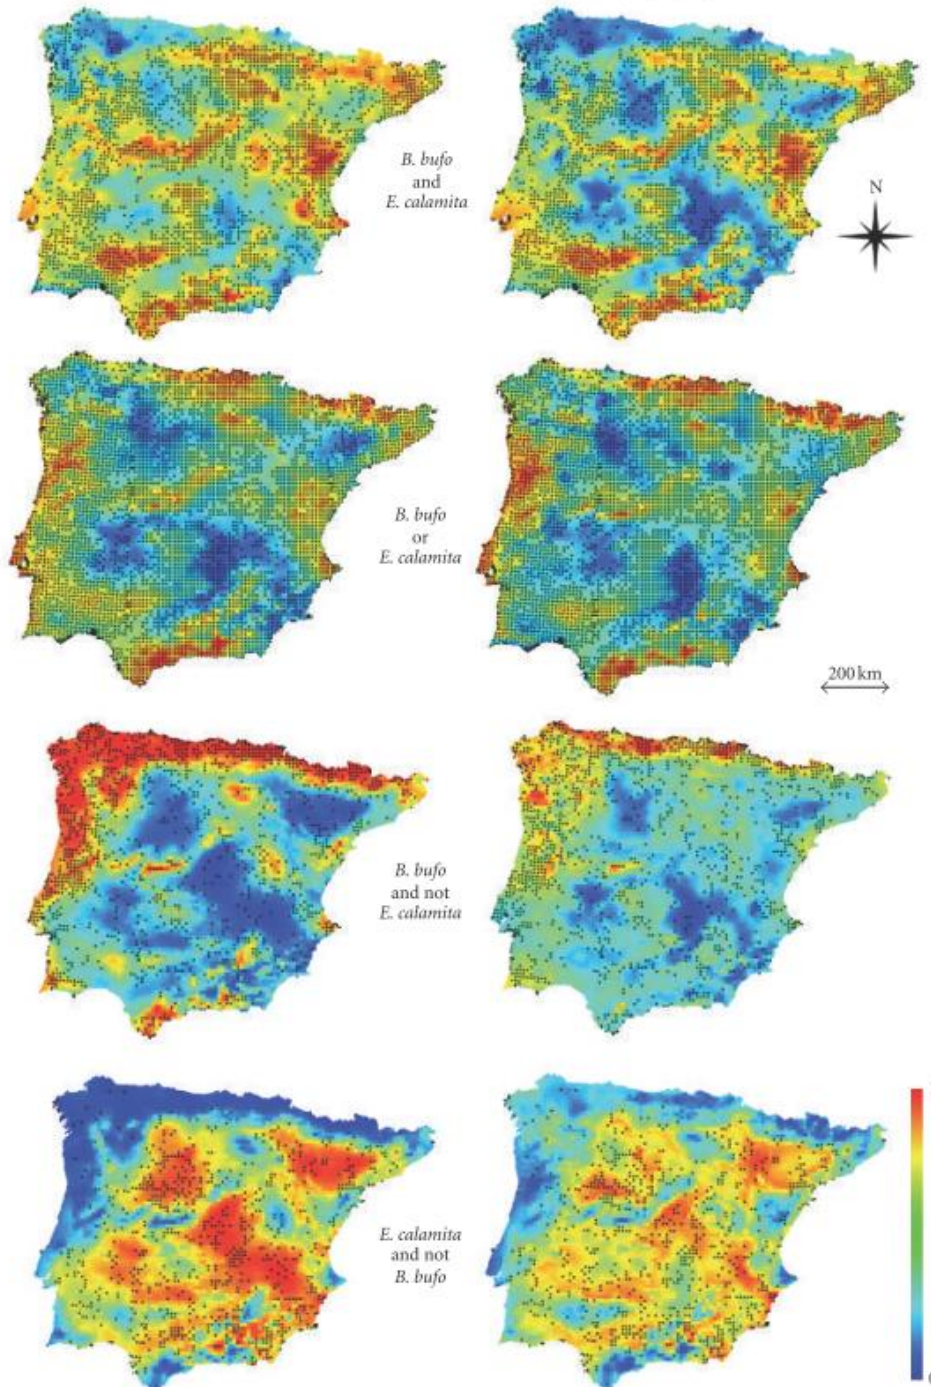 B. bufo
and
E. calamita
N
B. bufo
or
E. calamita
200 km
B. bufo
and not
E. calamita
E. calamita
and not
B. bufo